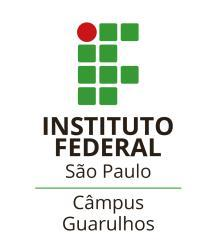 INSTITUTO
FEDERAL
São Paulo
Câmpus
Guarulhos